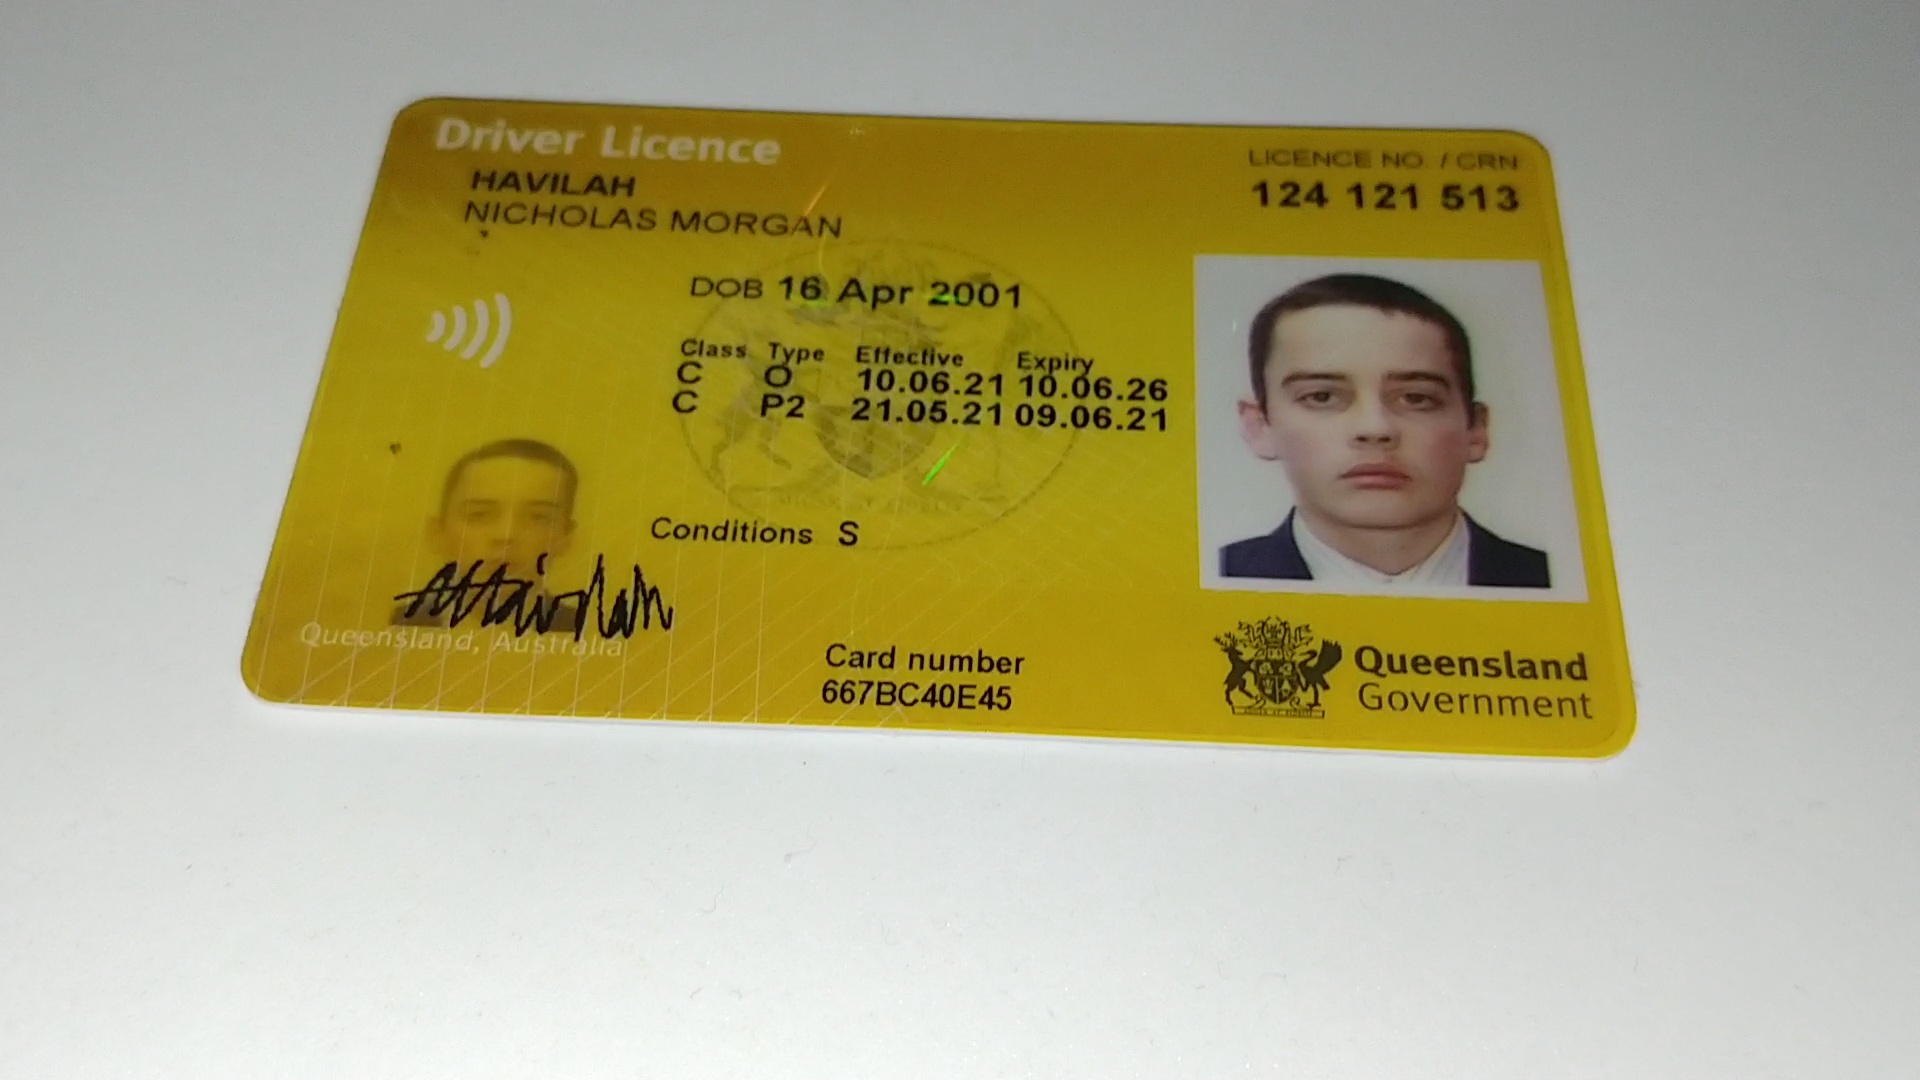 Driver Licence
HAVILAH
NICHOLAS MORGAN
LICENCE NO. / CRN
124 121 513
DOB 16 Apr 2001
Class Type Effective Expiry
C O 10.06.21 10.06.26
C P2 21.05.21 09.06.21
Conditions S
Queensland, Australia
Card number
667BC40E45
Queensland
Government